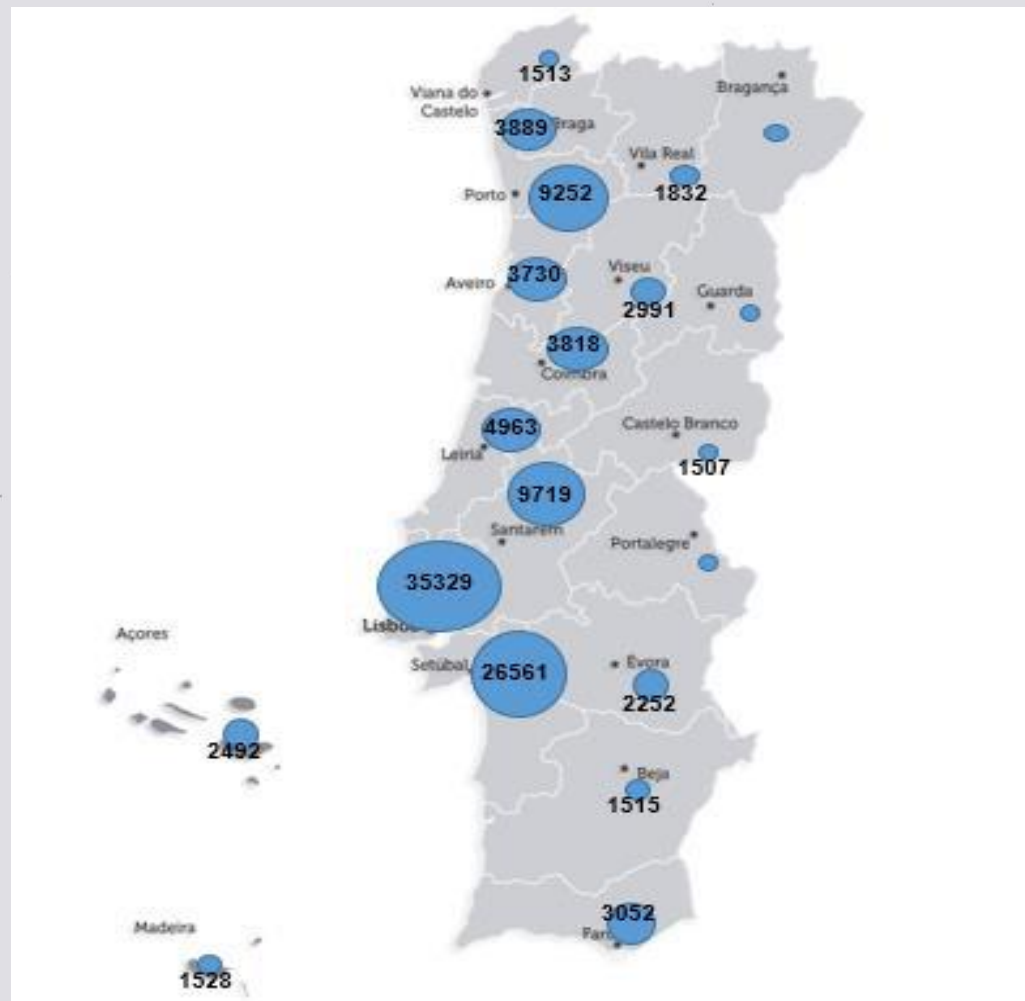 1513
Bragança
Viana do
Castelo
3889
Braga
Vila Real
Porto
9252
1832
Aveiro
3730
Viseu
2991
Guarda
3818
Coimbra
4963
Leiria
Castelo Branco
1507
9719
Santarém
Portalegre
35329
Lisboa
Açores
Setúbal
26561
Évora
2252
2492
Beja
1515
3052
Faro
Madeira
1528